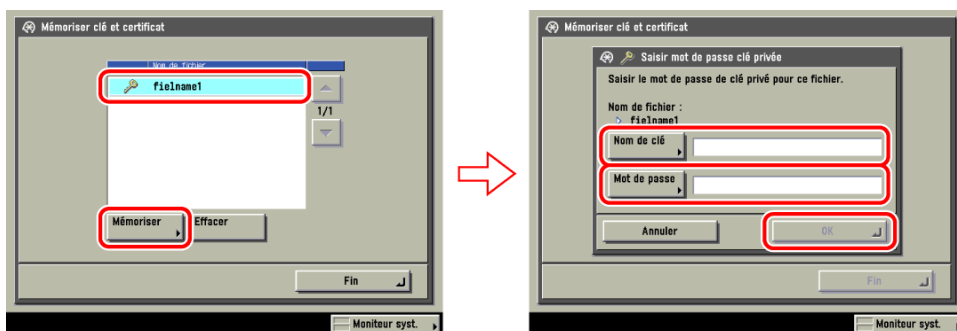 Mémoriser clé et certificat
Nom de fichier
fielname1
1/1
Mémoriser
Effacer
Fin
Moniteur syst.
Mémoriser clé et certificat
Saisir mot de passe clé privée
Saisir le mot de passe de clé privé pour ce fichier.
Nom de fichier :
fielname1
Nom de clé
Mot de passe
Annuler
OK
Fin
Moniteur syst.